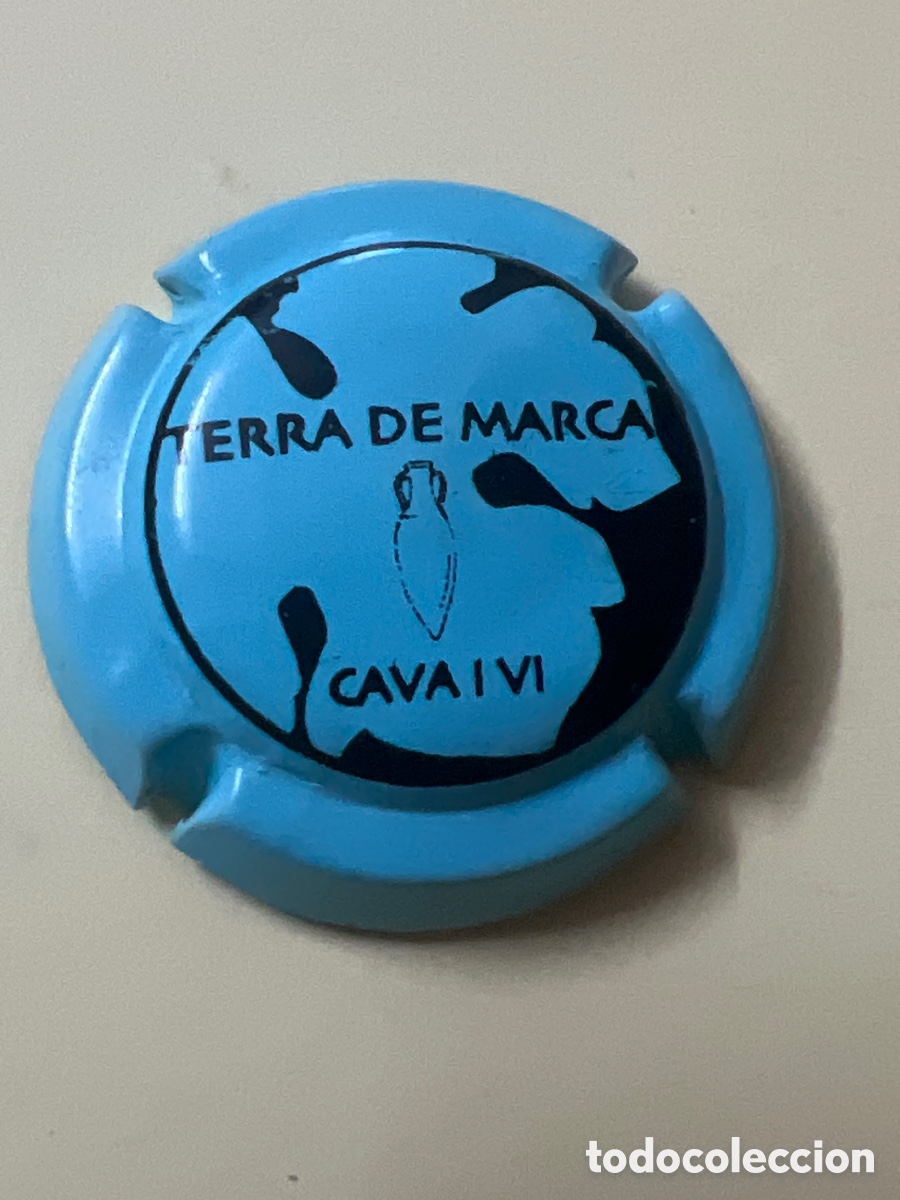 TERRA DE MARCA
CAVA I VI
todocoleccion